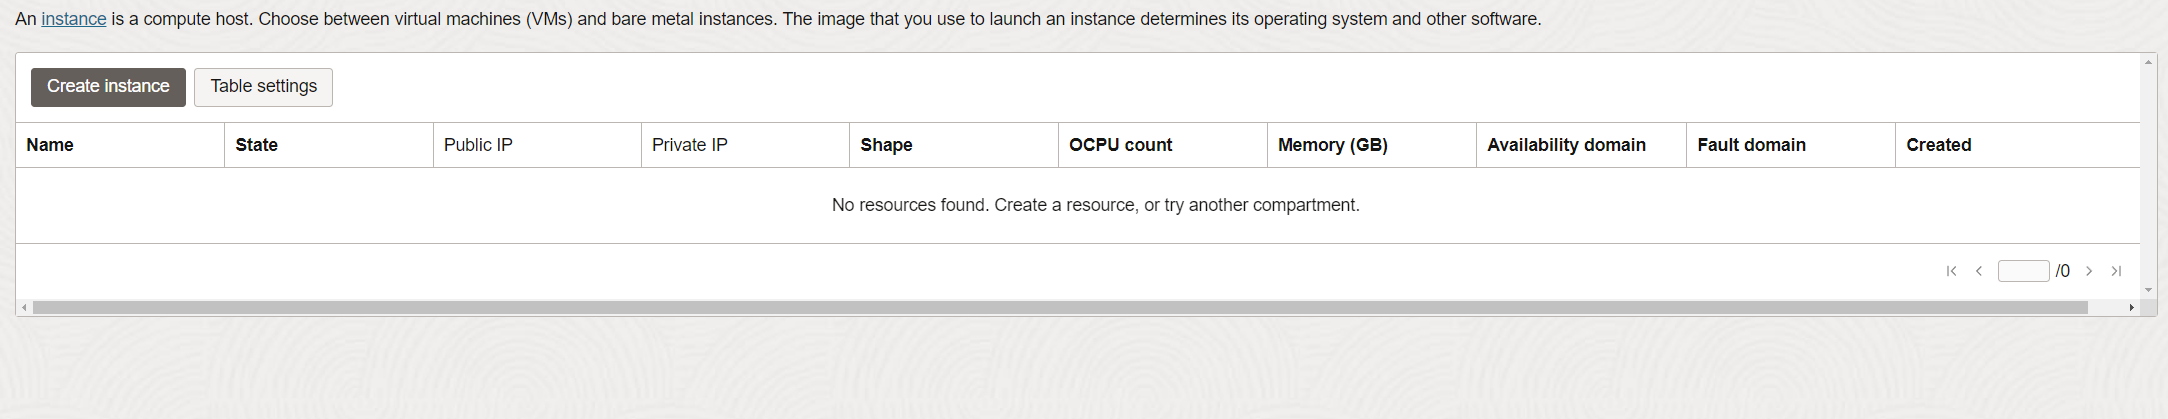 An instance is a compute host. Choose between virtual machines (VMs) and bare metal instances. The image that you use to launch an instance determines its operating system and other software.
Create instance Table settings
Name State Public IP Private IP Shape OCPU count Memory (GB) Availability domain Fault domain Created
No resources found. Create a resource, or try another compartment.
/0